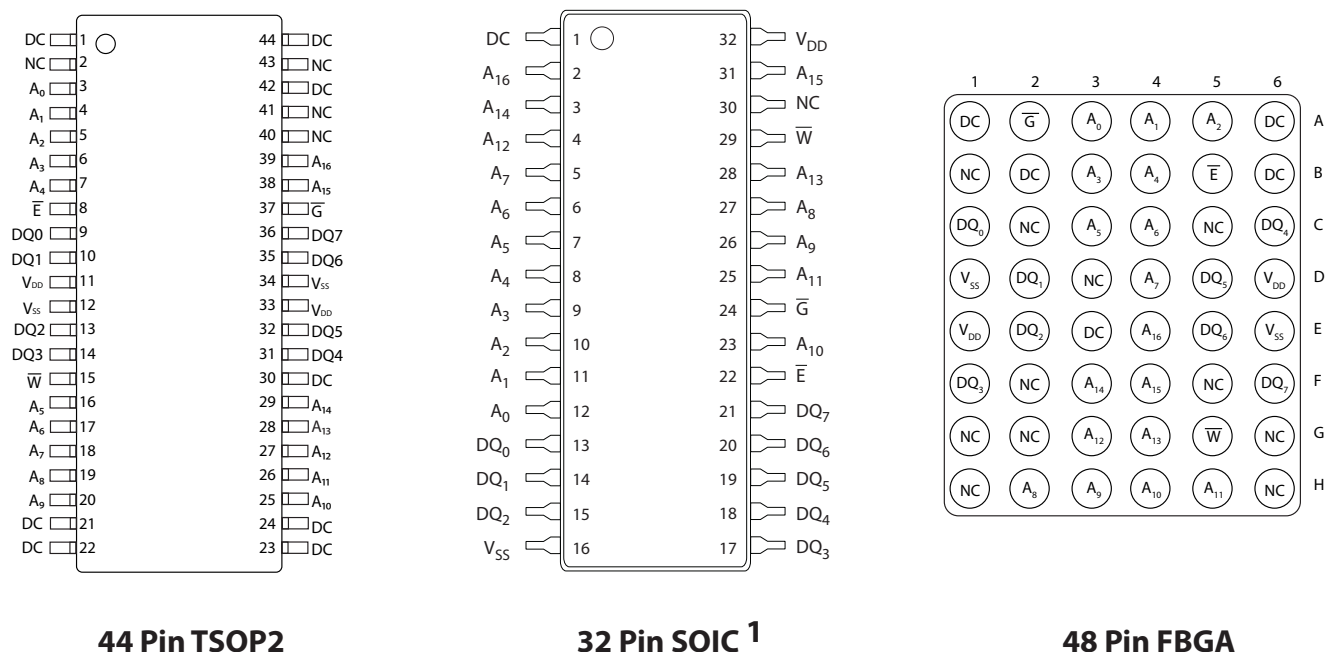 DC 1 44 DC
NC 2 43 NC
A0 3 42 DC
A1 4 41 NC
A2 5 40 NC
A3 6 39 A16
A4 7 38 A15
E̅ 8 37 G̅
DQ0 9 36 DQ7
DQ1 10 35 DQ6
VDD 11 34 VSS
VSS 12 33 VDD
DQ2 13 32 DQ5
DQ3 14 31 DQ4
W̅ 15 30 DC
A5 16 29 A14
A6 17 28 A13
A7 18 27 A12
A8 19 26 A11
A9 20 25 A10
DC 21 24 DC
DC 22 23 DC
44 Pin TSOP2
DC 1 32 VDD
A16 2 31 A15
A14 3 30 NC
A12 4 29 W̅
A7 5 28 A13
A6 6 27 A8
A5 7 26 A9
A4 8 25 A11
A3 9 24 G̅
A2 10 23 A10
A1 11 22 E̅
A0 12 21 DQ7
DQ0 13 20 DQ6
DQ1 14 19 DQ5
DQ2 15 18 DQ4
VSS 16 17 DQ3
32 Pin SOIC 1
1 2 3 4 5 6
DC G̅ A0 A1 A2 DC A
NC DC A3 A4 E̅ DC B
DQ0 NC A5 A6 NC DQ4 C
VSS DQ1 NC A7 DQ5 VDD D
VDD DQ2 DC A16 DQ6 VSS E
DQ3 NC A14 A15 NC DQ7 F
NC NC A12 A13 W̅ NC G
NC A8 A9 A10 A11 NC H
48 Pin FBGA